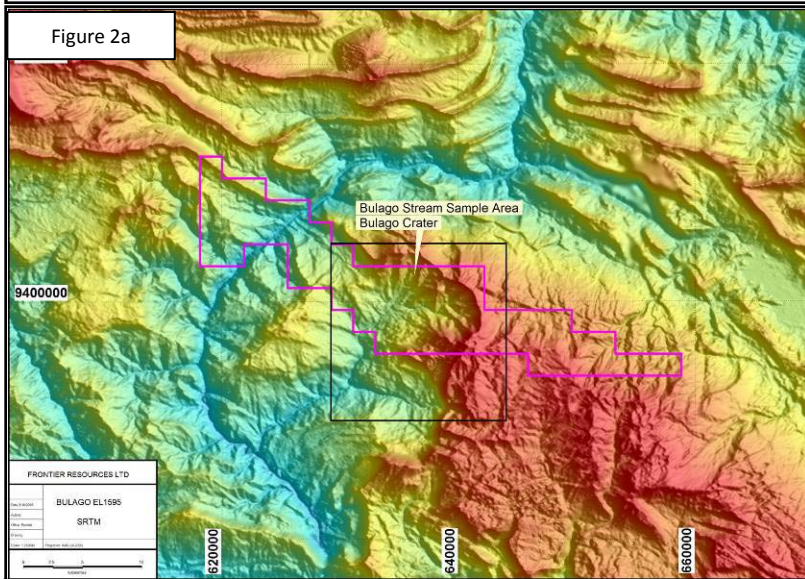 Figure 2a
Bulago Stream Sample Area
Bulago Crater
9400000
FRONTIER RESOURCES LTD
BULAGO EL1595
SRTM
620000
640000
660000